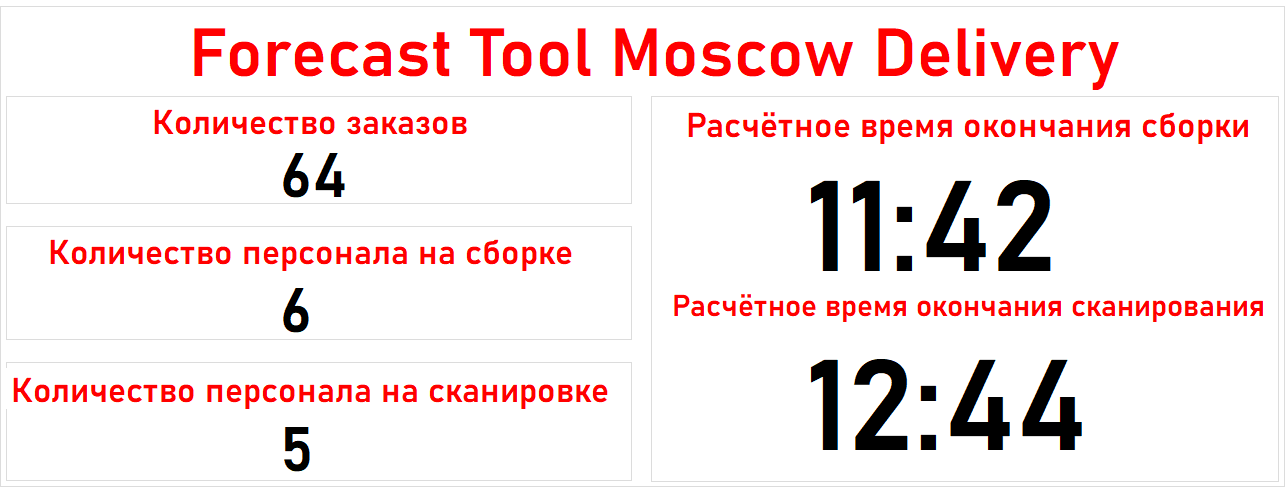 Forecast Tool Moscow Delivery
Количество заказов
64
Количество персонала на сборке
6
Количество персонала на сканировке
5
Расчётное время окончания сборки
11:42
Расчётное время окончания сканирования
12:44